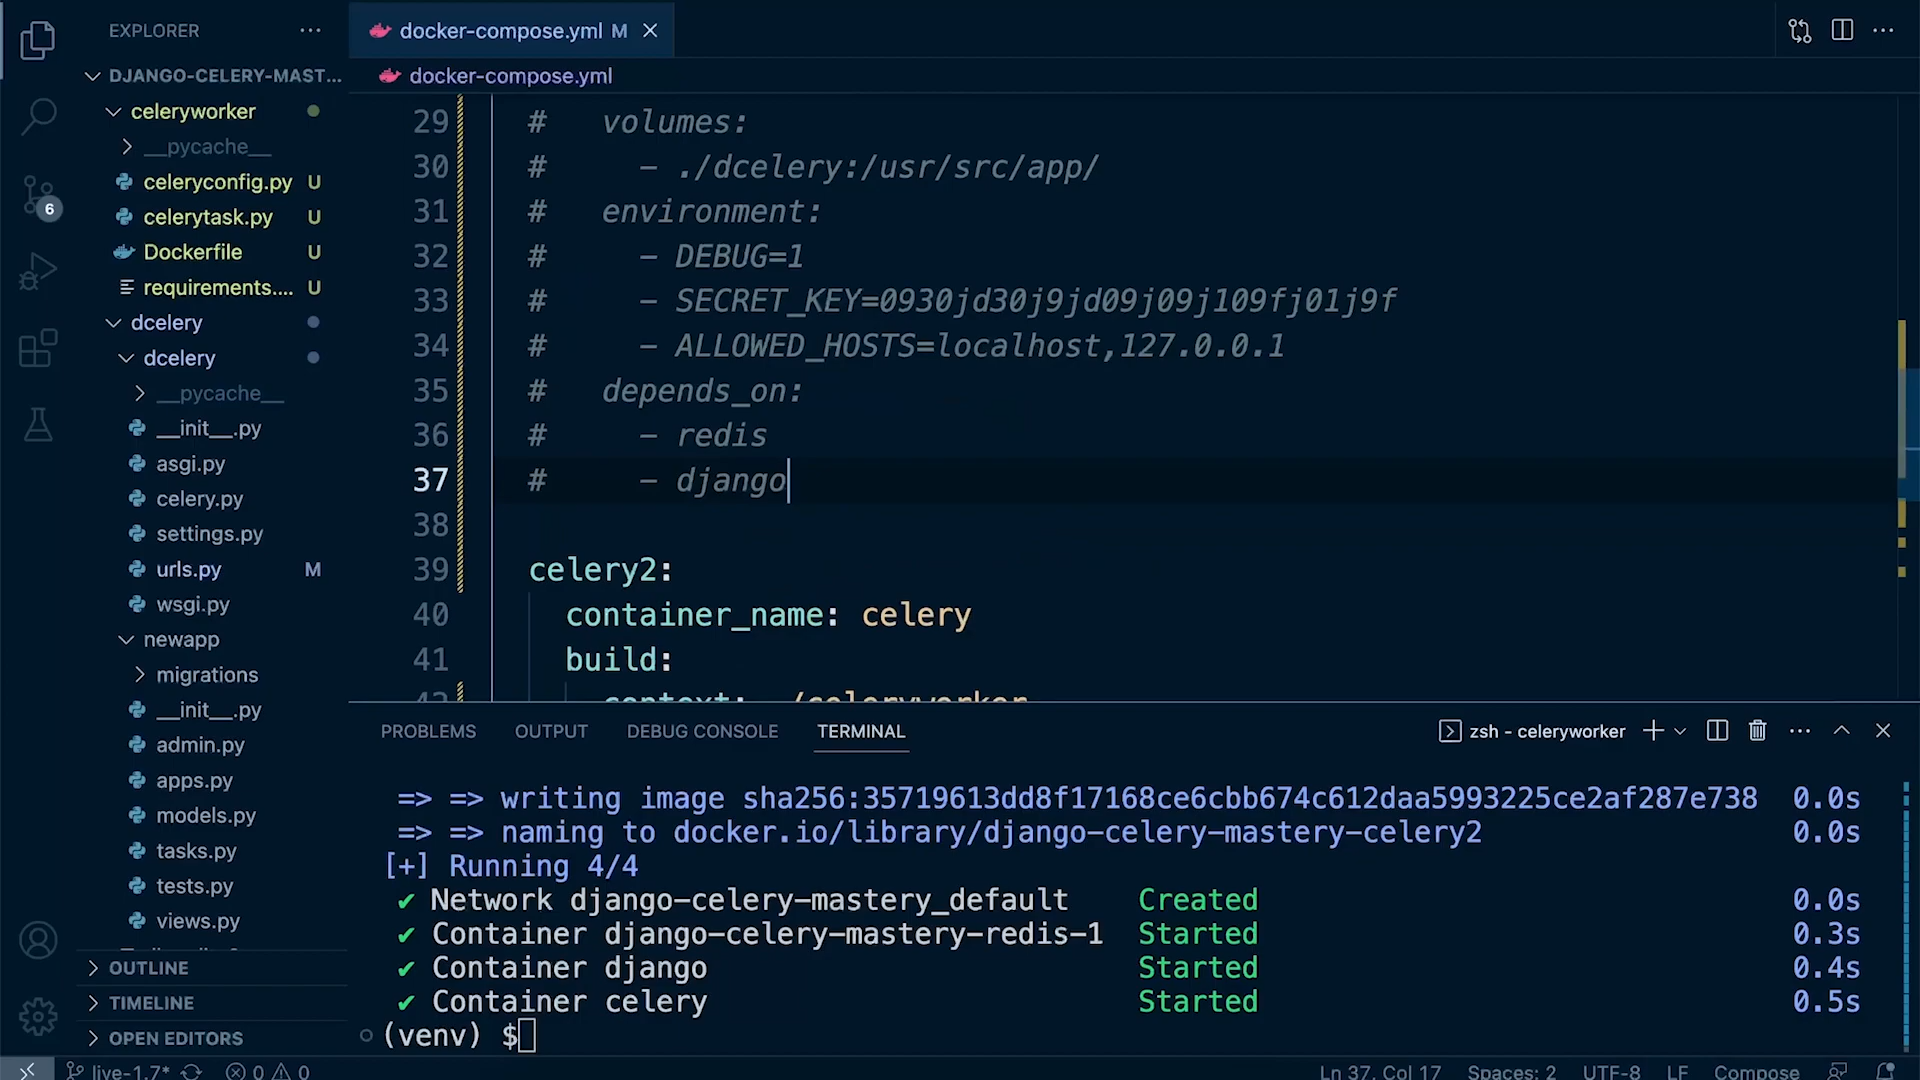 EXPLORER
DJANGO-CELERY-MAST...
celeryworker
__pycache__
celeryconfig.py U
celerytask.py U
Dockerfile U
requirements.... U
dcelery
dcelery
__pycache__
__init__.py
asgi.py
celery.py
settings.py
urls.py M
wsgi.py
newapp
migrations
__init__.py
admin.py
apps.py
models.py
tasks.py
tests.py
views.py
OUTLINE
TIMELINE
OPEN EDITORS
6
docker-compose.yml M
docker-compose.yml
29 # volumes:
30 # - ./dcelery:/usr/src/app/
31 # environment:
32 # - DEBUG=1
33 # - SECRET_KEY=0930jd30j9jd09j09j109fj01j9f
34 # - ALLOWED_HOSTS=localhost,127.0.0.1
35 # depends_on:
36 # - redis
37 # - django
38
39 celery2:
40 container_name: celery
41 build:
42 context: ./celeryworker
PROBLEMS OUTPUT DEBUG CONSOLE TERMINAL
zsh - celeryworker
=> => writing image sha256:35719613dd8f17168ce6cbb674c612daa5993225ce2af287e738 0.0s
=> => naming to docker.io/library/django-celery-mastery-celery2 0.0s
[+] Running 4/4
✔ Network django-celery-mastery_default Created 0.0s
✔ Container django-celery-mastery-redis-1 Started 0.3s
✔ Container django Started 0.4s
✔ Container celery Started 0.5s
(venv) $
live-1.7* 0 0
Ln 37, Col 17 Spaces: 2 UTF-8 LF Compose